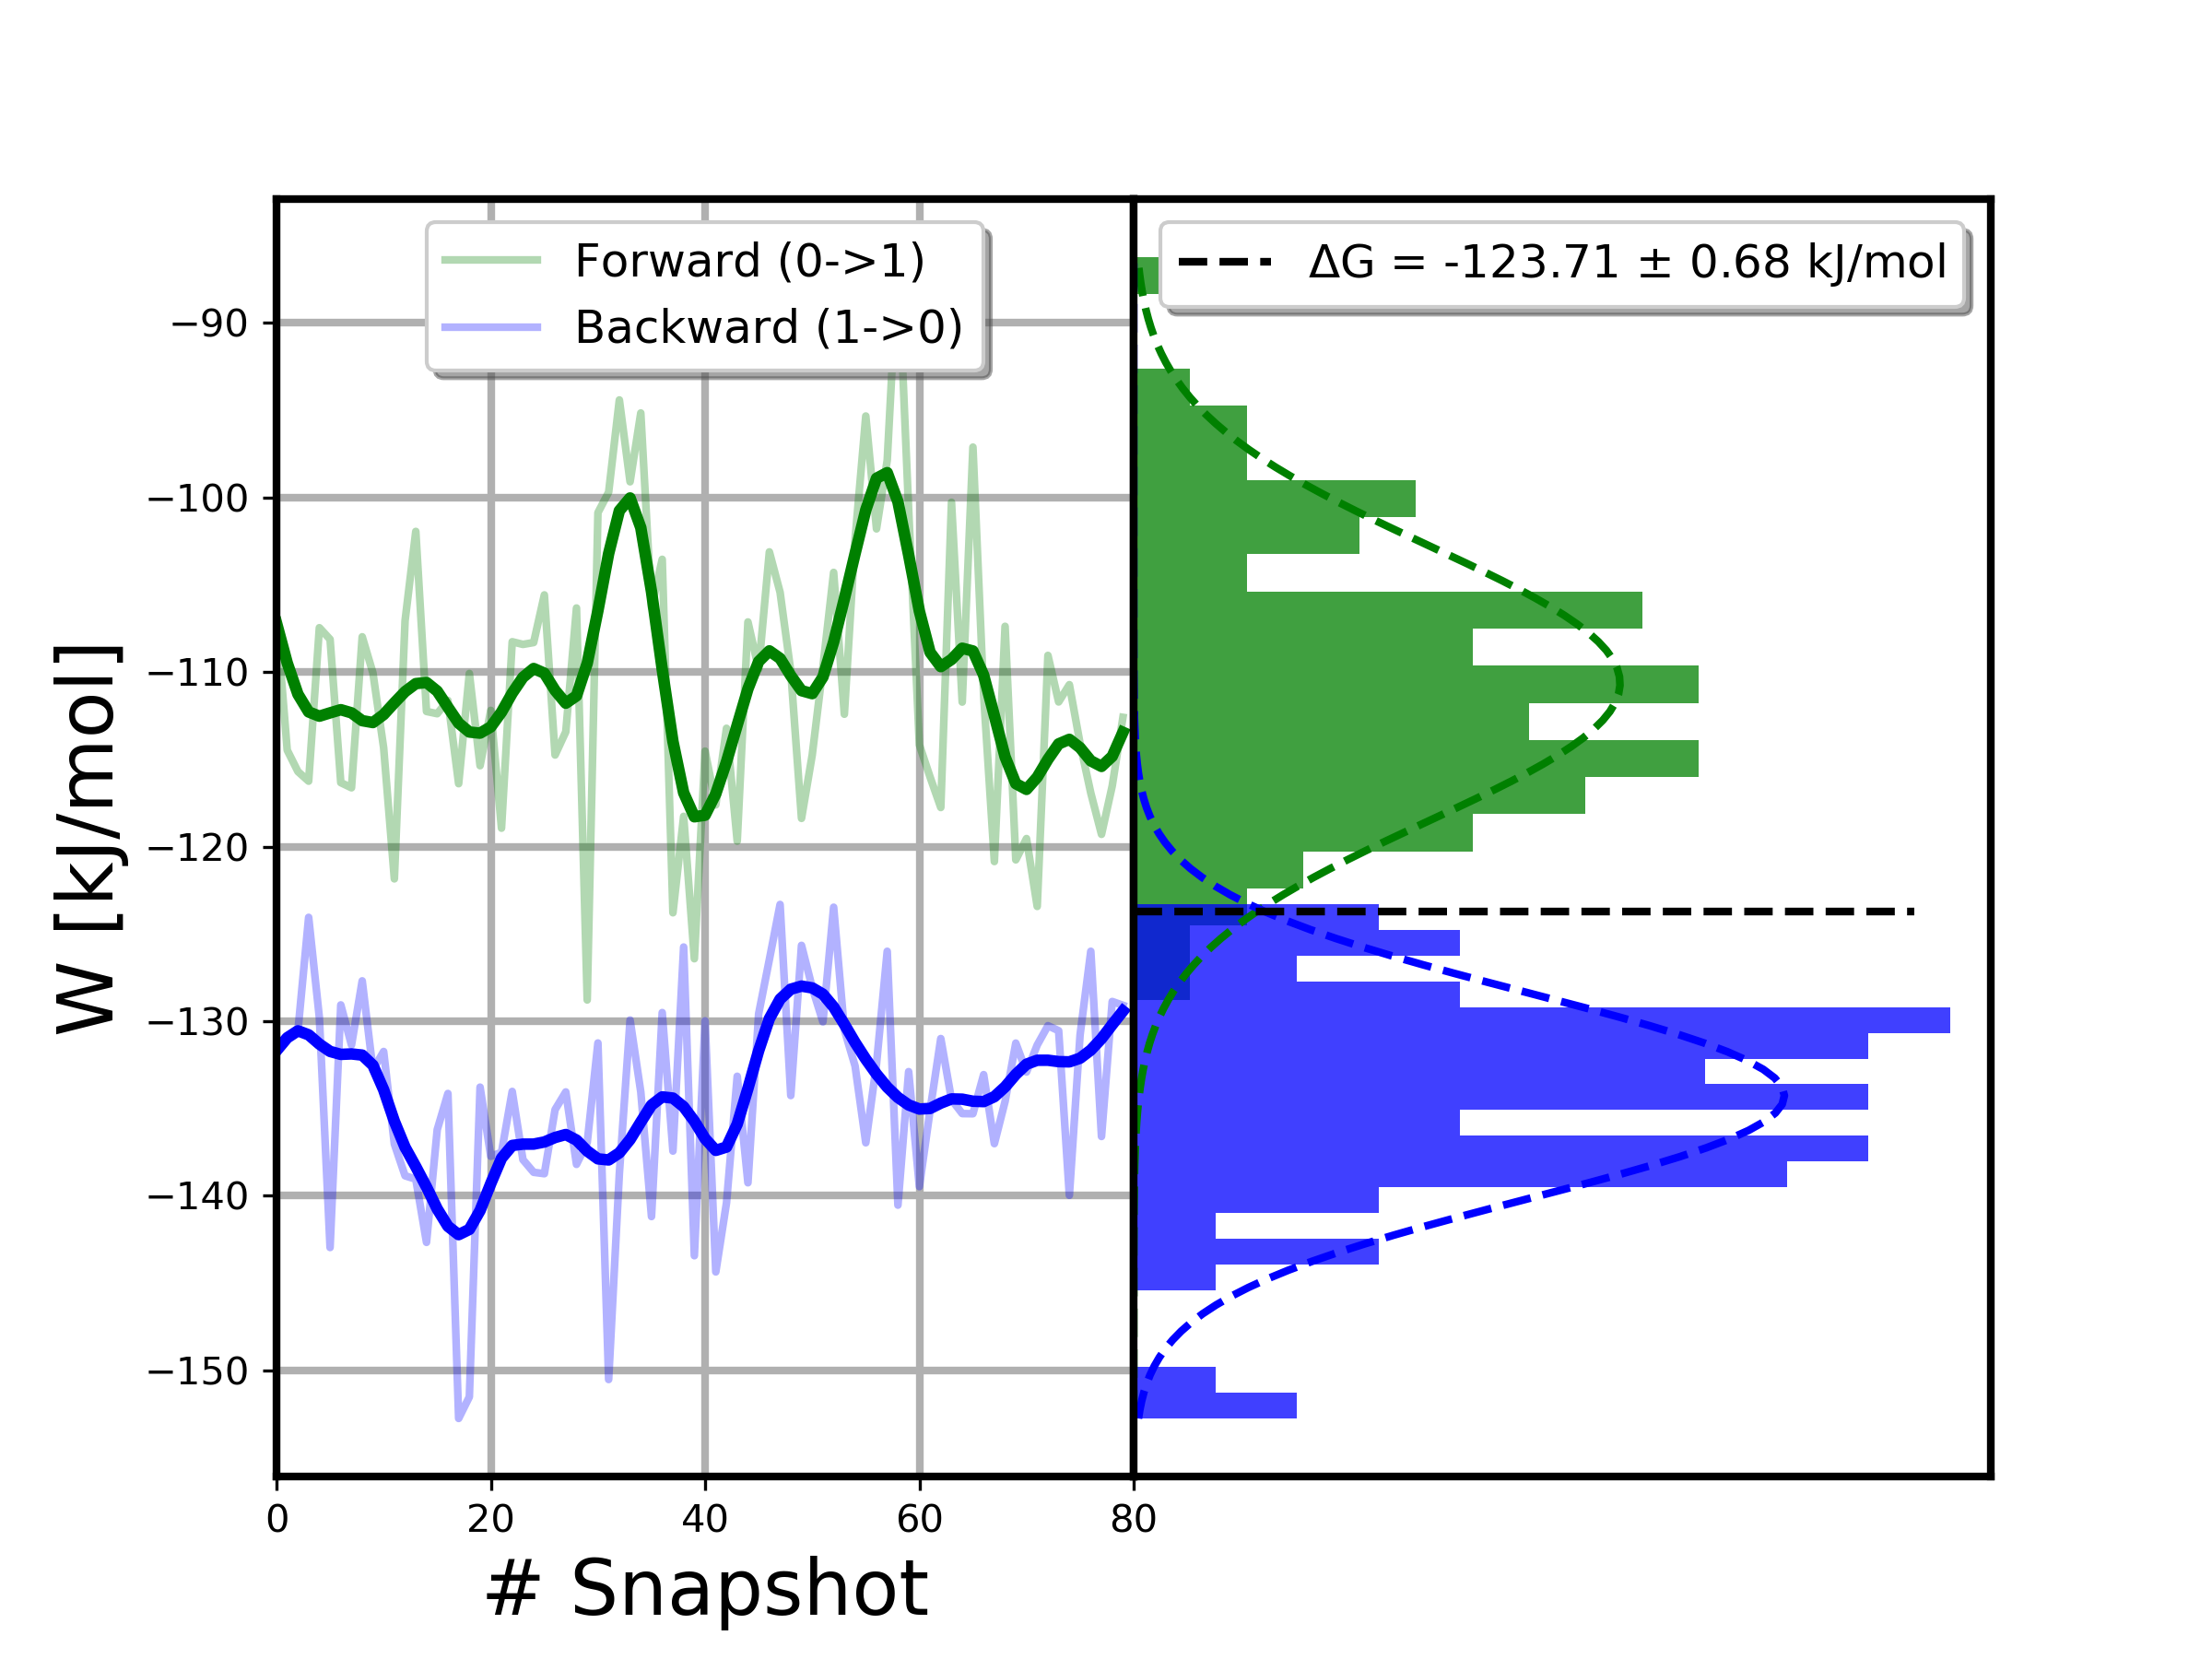 Forward (0->1)
Backward (1->0)
ΔG = -123.71 ± 0.68 kJ/mol
W [kJ/mol]
−90
−100
−110
−120
−130
−140
−150
0 20 40 60 80
# Snapshot